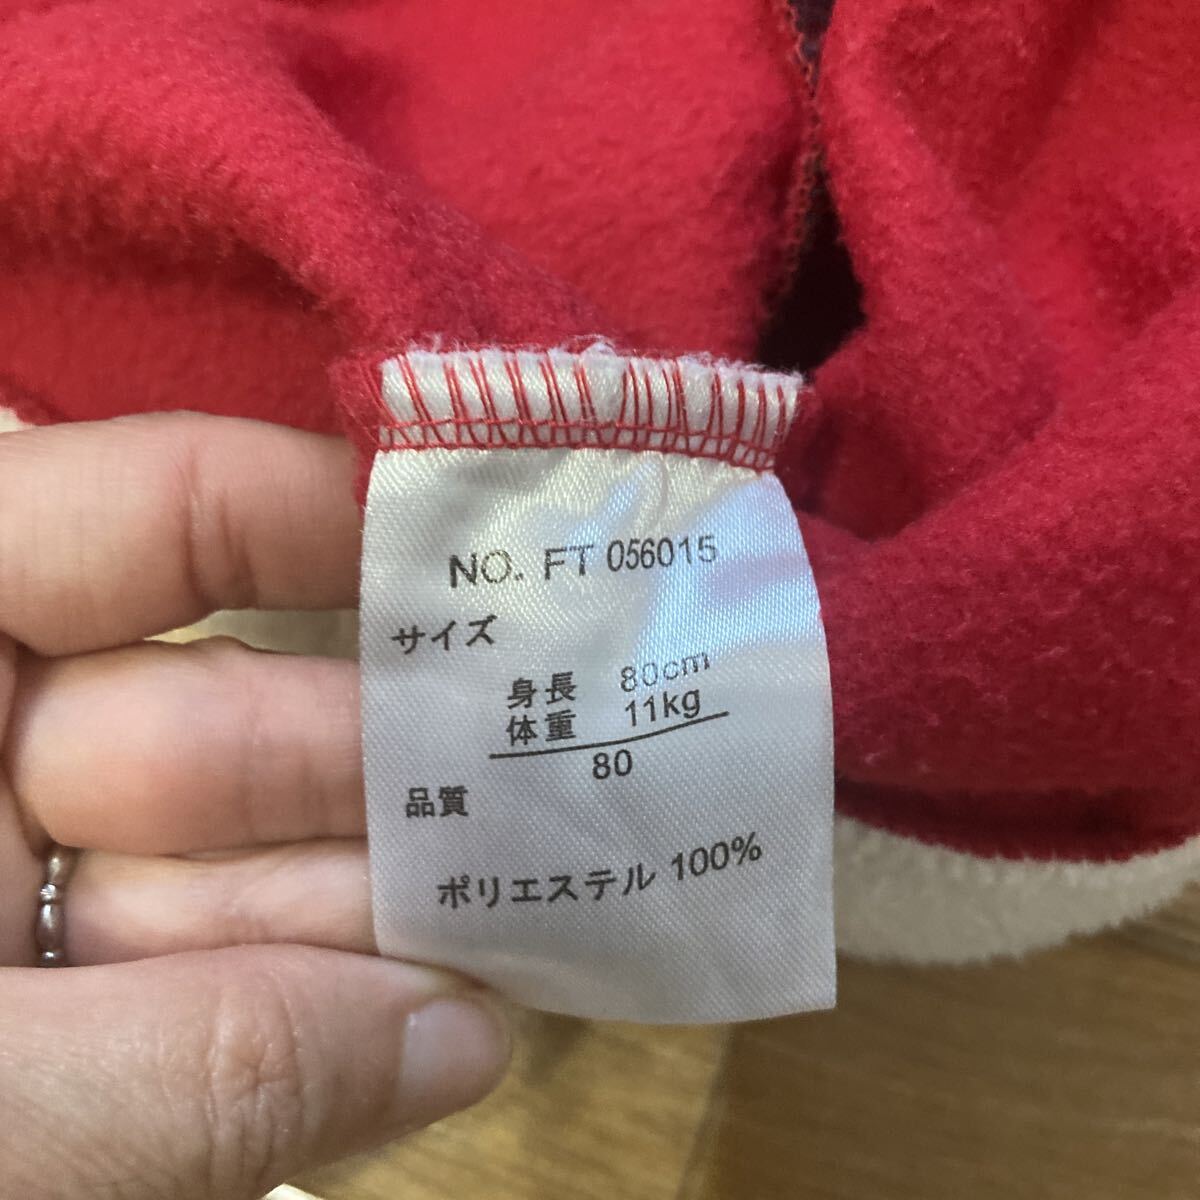 NO. FT 056015
サイズ
身長 80cm
体重 11kg
80
品質
ポリエステル 100%